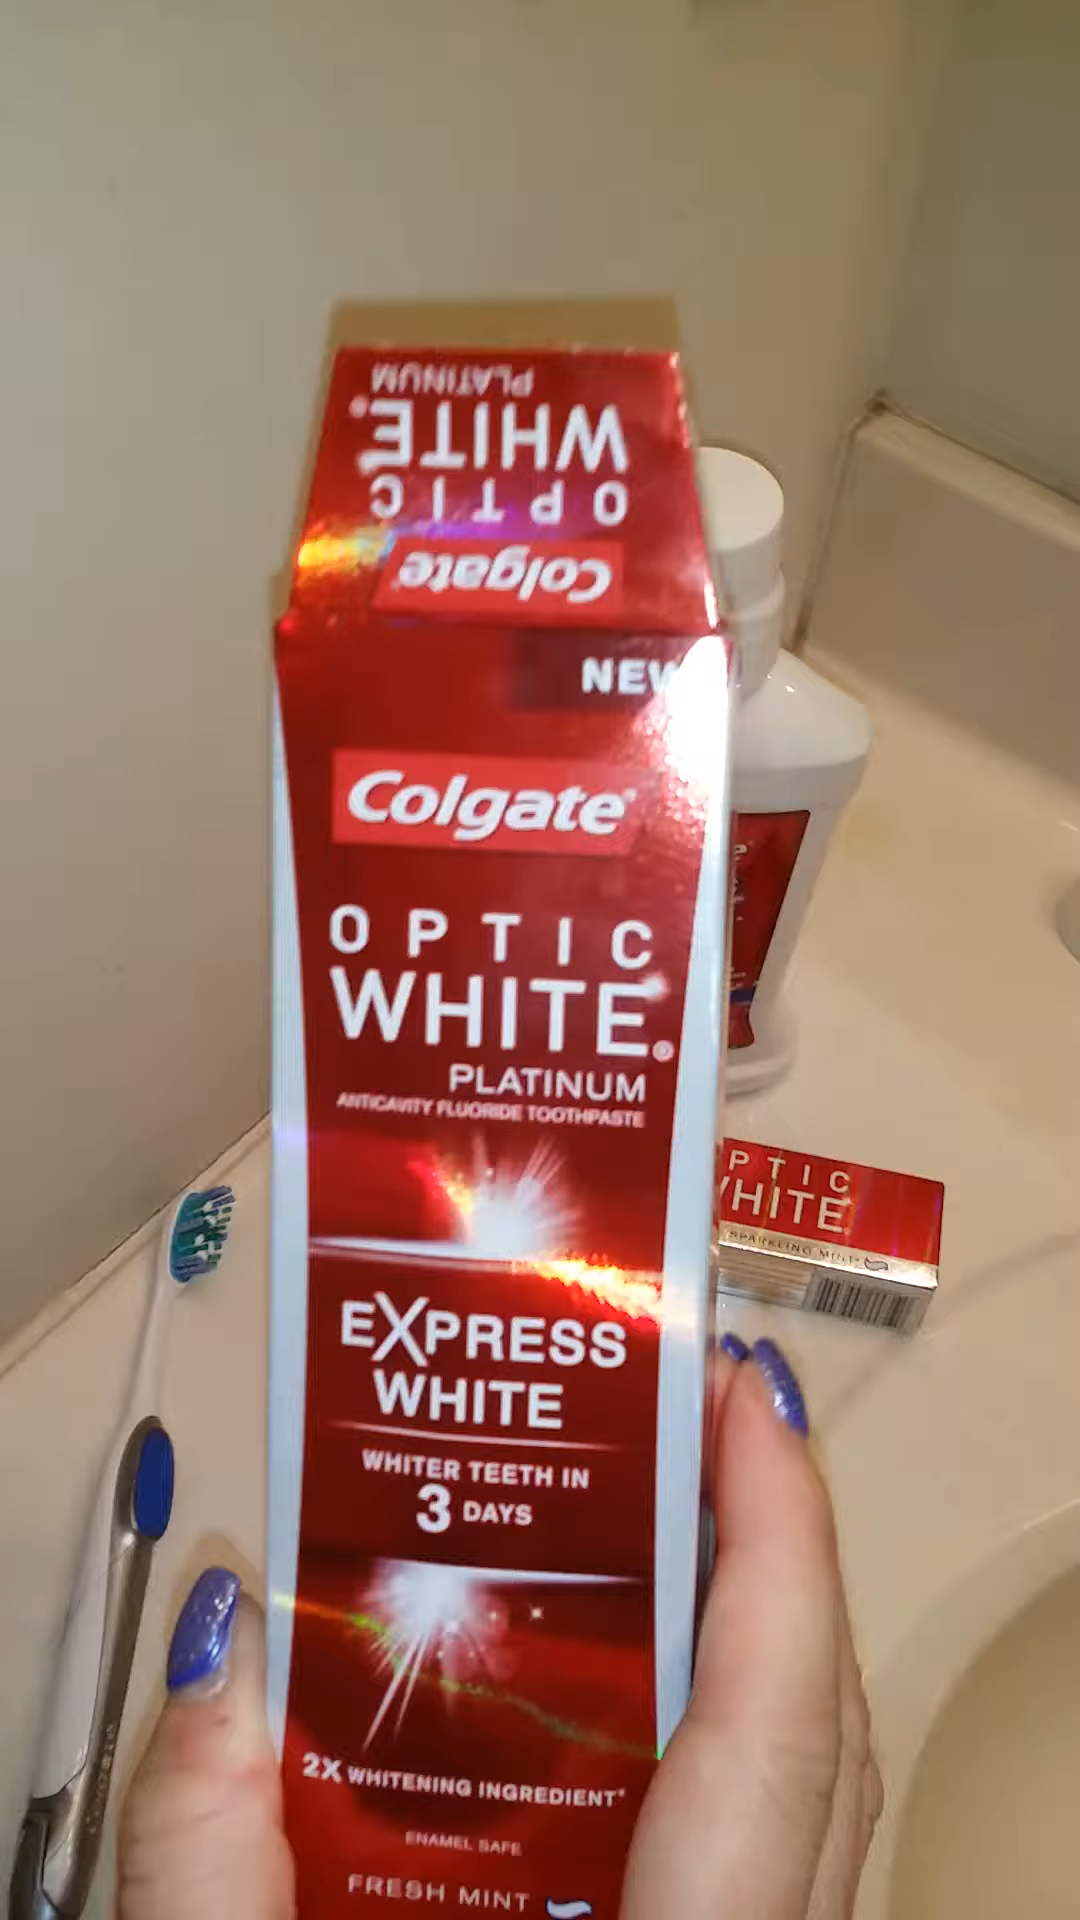 OPTIC
WHITE®
PLATINUM
Colgate®
NEW
Colgate®
OPTIC
WHITE®
PLATINUM
ANTICAVITY FLUORIDE TOOTHPASTE
EXPRESS
WHITE
WHITER TEETH IN
3 DAYS
2X WHITENING INGREDIENT*
ENAMEL SAFE
FRESH MINT
PTIC
WHITE
SPARKLING MINT